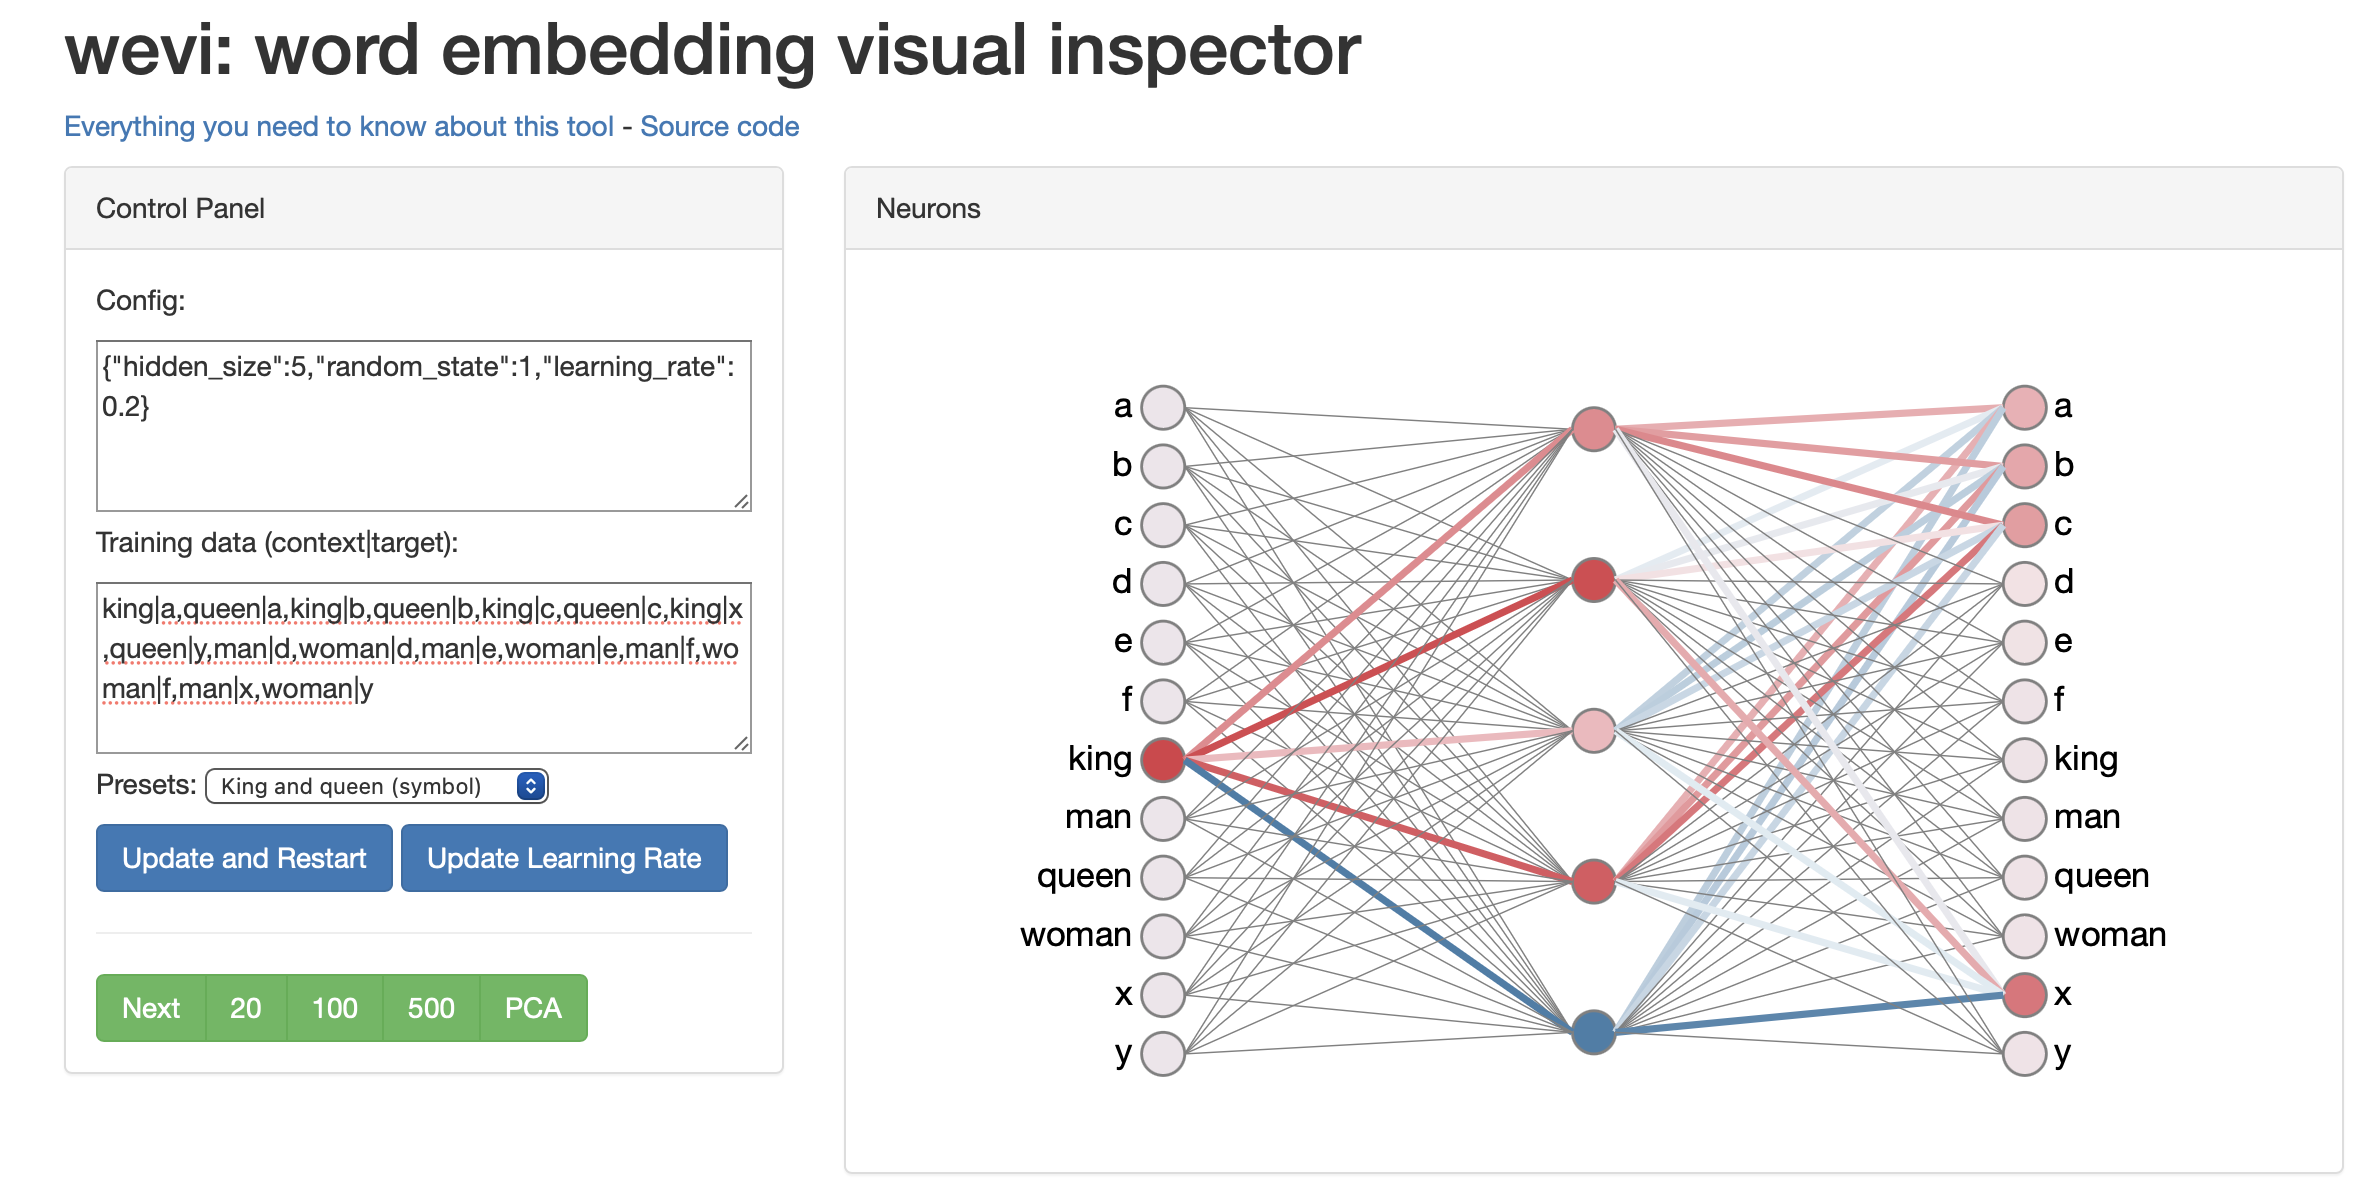 wevi: word embedding visual inspector
Everything you need to know about this tool - Source code
Control Panel
Config:
{"hidden_size":5,"random_state":1,"learning_rate":
0.2}
Training data (context|target):
king|a,queen|a,king|b,queen|b,king|c,queen|c,king|x
,queen|y,man|d,woman|d,man|e,woman|e,man|f,wo
man|f,man|x,woman|y
Presets: King and queen (symbol)
Update and Restart Update Learning Rate
Next 20 100 500 PCA
Neurons
a
b
c
d
e
f
king
man
queen
woman
x
y
a
b
c
d
e
f
king
man
queen
woman
x
y